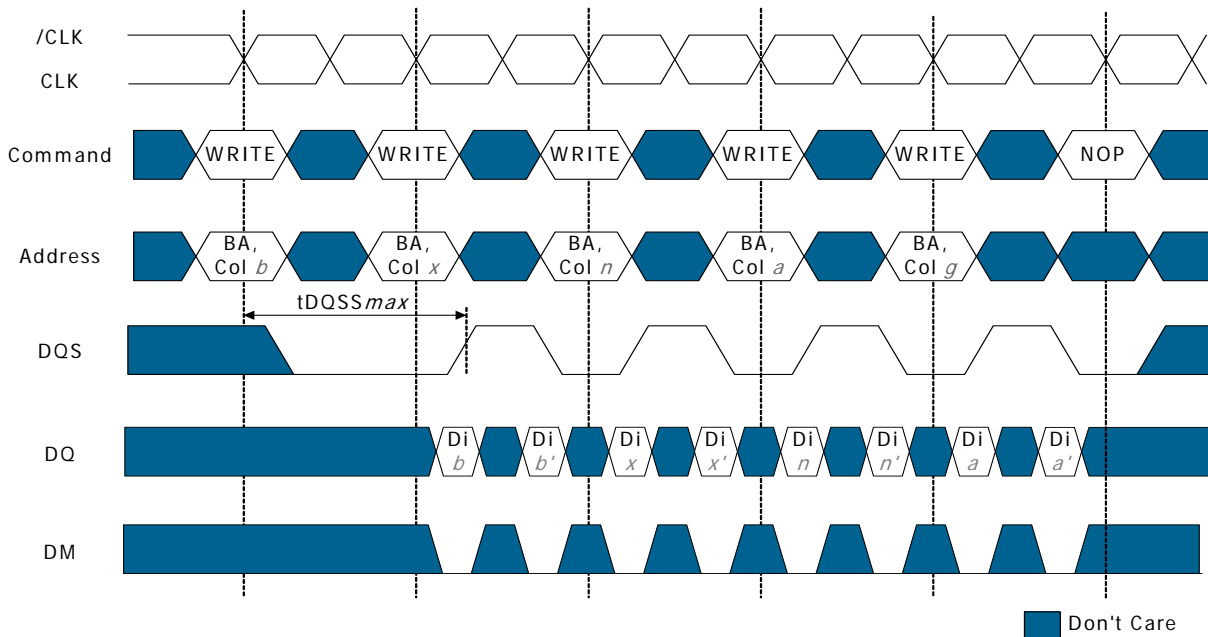 /CLK
CLK
Command
WRITE WRITE WRITE WRITE WRITE NOP
Address
BA, BA, BA, BA, BA,
Col b Col x Col n Col a Col g
tDQSSmax
DQS
DQ
Di Di Di Di Di Di Di Di
b b' x x' n n' a a'
DM
Don't Care